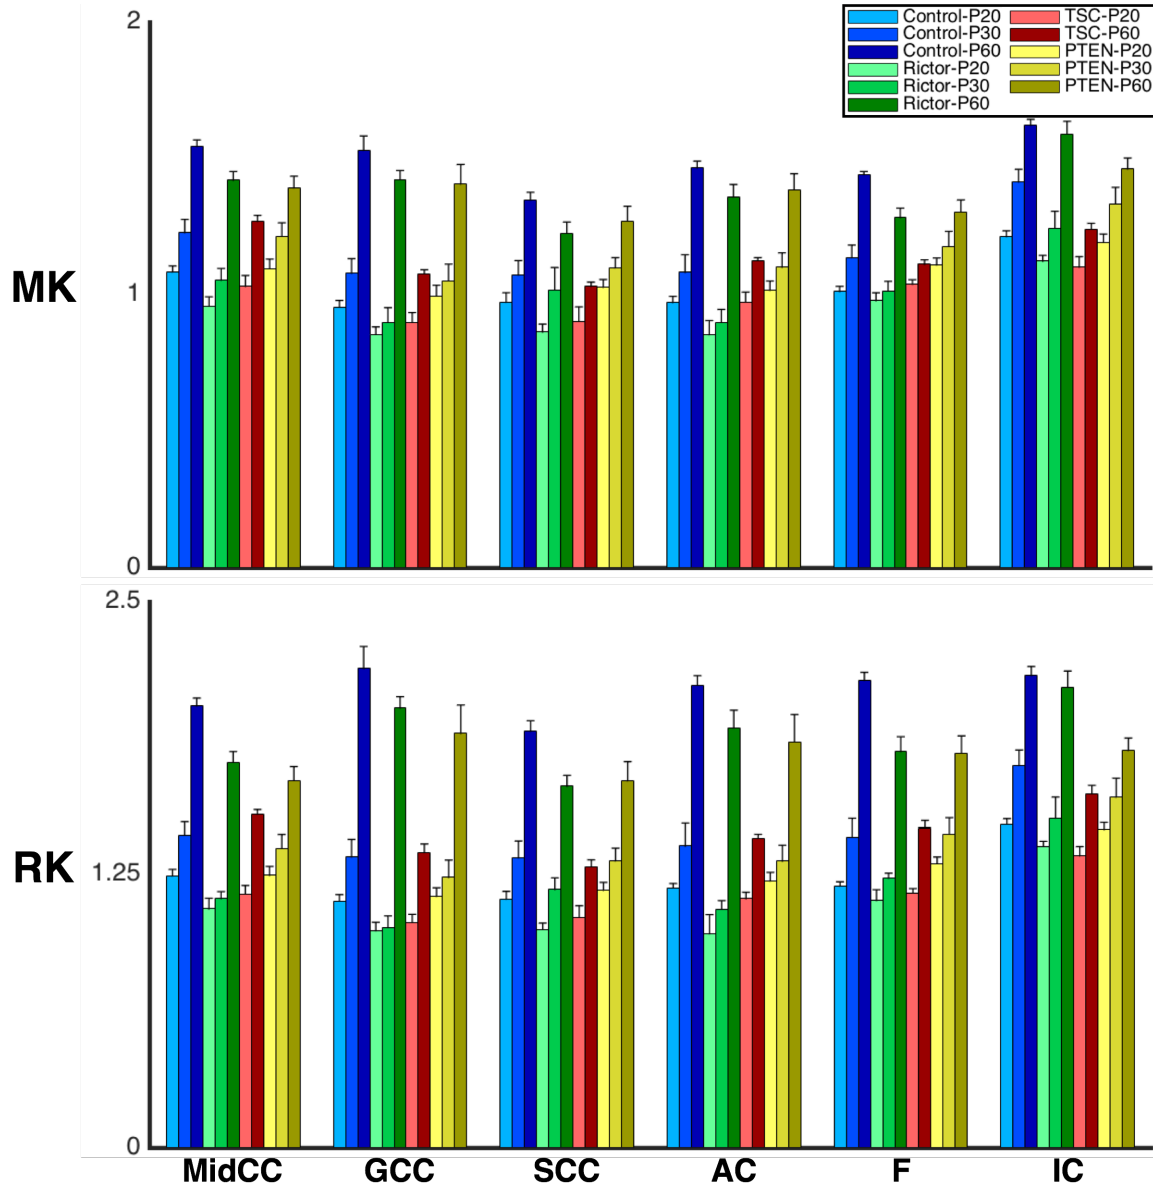 2
Control-P20 TSC-P20
Control-P30 TSC-P60
Control-P60 PTEN-P20
Rictor-P20 PTEN-P30
Rictor-P30 PTEN-P60
Rictor-P60
MK
1
0
2.5
RK
1.25
0
MidCC GCC SCC AC F IC